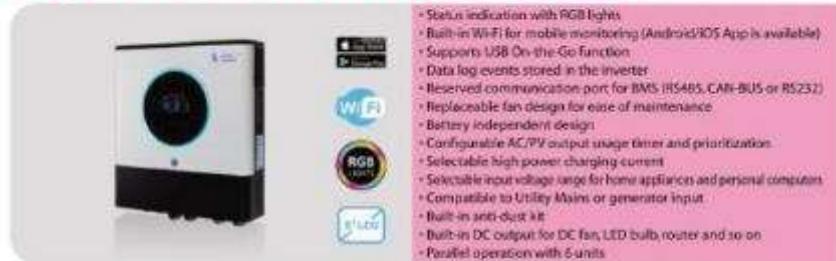 App Store
Google Play
WiFi
RGB
LIGHTS
• Status indication with RGB lights
• Built-in Wi-Fi for mobile monitoring (Android/iOS App is available)
• Supports USB On-the-Go function
• Data log events stored in the inverter
• Reserved communication port for BMS (RS485, CAN-BUS or RS232)
• Replaceable fan design for ease of maintenance
• Battery independent design
• Configurable AC/PV output usage timer and prioritization
• Selectable high power charging current
• Selectable input voltage range for home appliances and personal computers
• Compatible to Utility Mains or generator input
• Built-in anti-dust kit
• Built-in DC output for DC fan, LED bulb, router and so on
• Parallel operation with 6 units